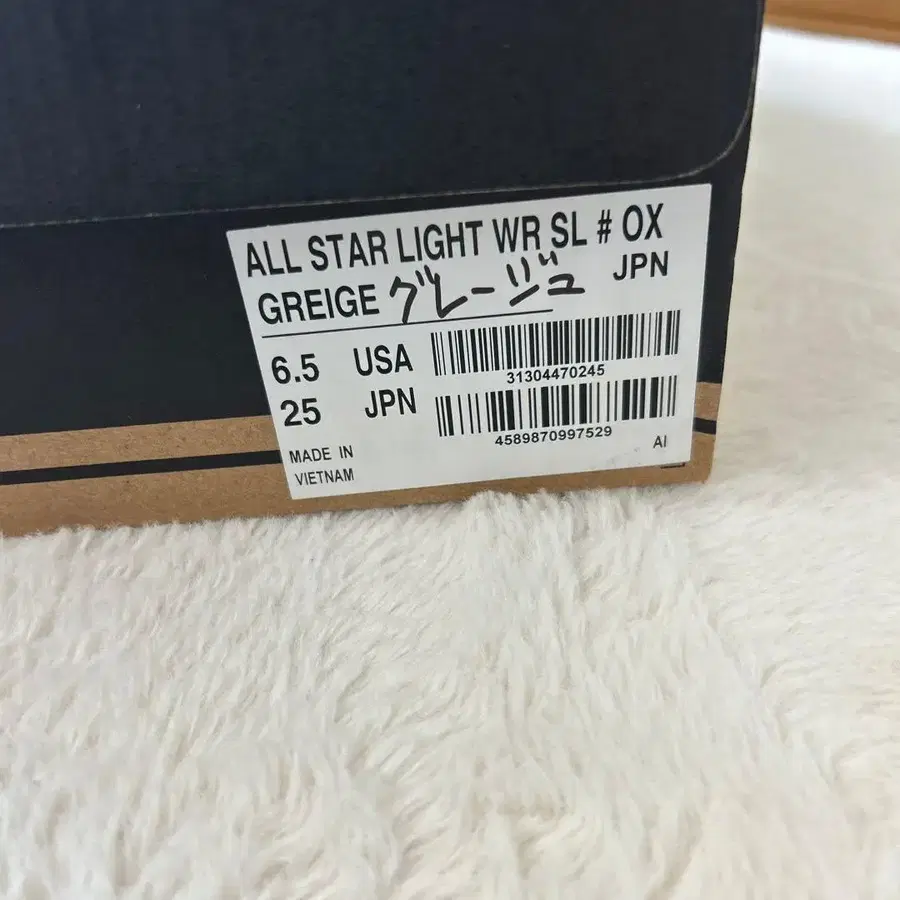 ALL STAR LIGHT WR SL # OX
GREIGE グレージュ JPN
6.5 USA
31304470245
25 JPN
4589870997529
MADE IN
VIETNAM
AI